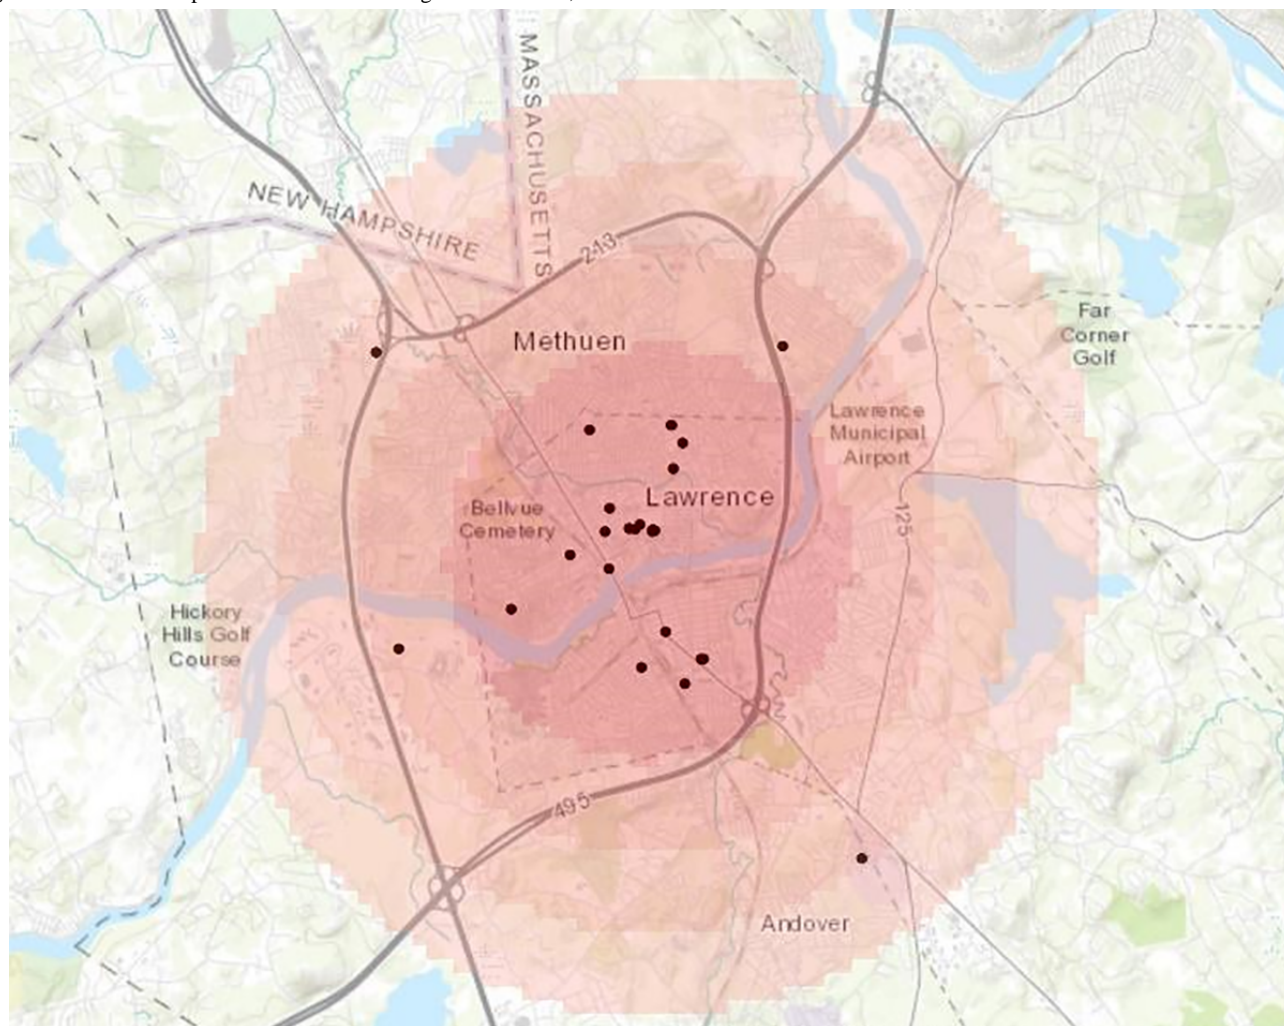 MASSACHUSETTS
NEW HAMPSHIRE
213
Methuen
Far
Corner
Golf
Lawrence
Municipal
Airport
Lawrence
Bellvue
Cemetery
125
Hickory
Hills Golf
Course
495
Andover